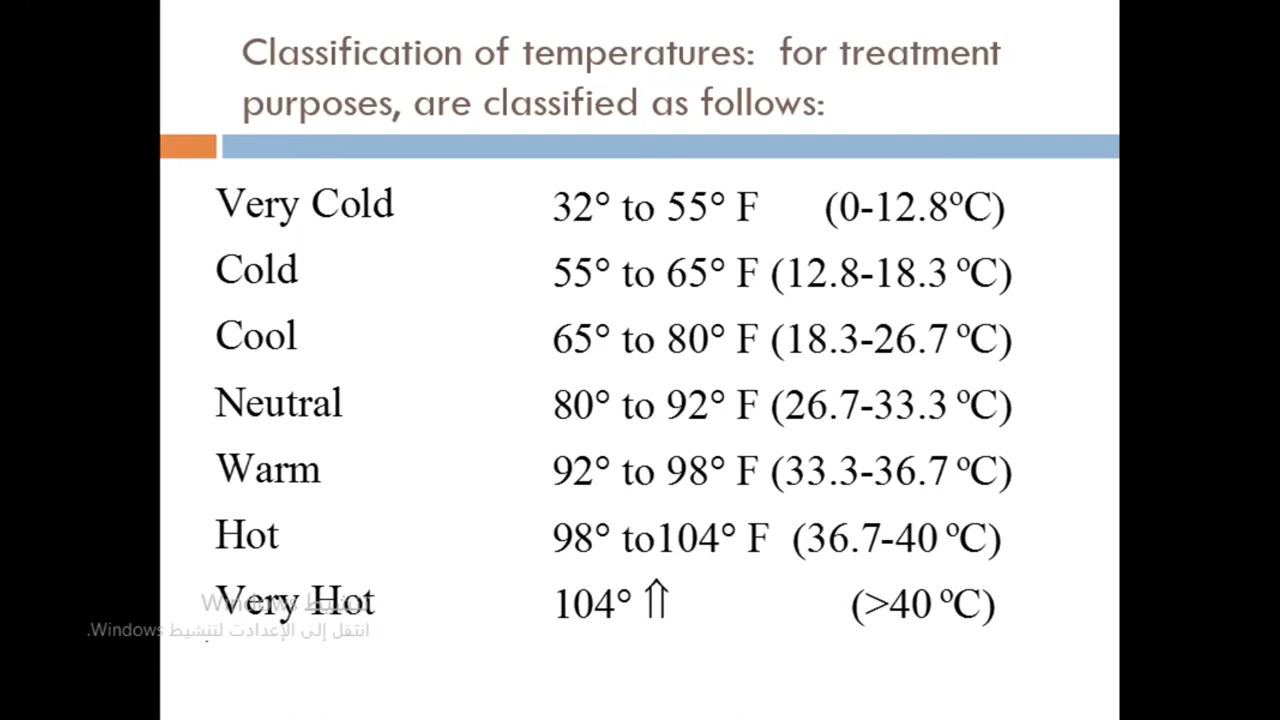 Classification of temperatures: for treatment
purposes, are classified as follows:
Very Cold 32° to 55° F (0-12.8ºC)
Cold 55° to 65° F (12.8-18.3 ºC)
Cool 65° to 80° F (18.3-26.7 ºC)
Neutral 80° to 92° F (26.7-33.3 ºC)
Warm 92° to 98° F (33.3-36.7 ºC)
Hot 98° to104° F (36.7-40 ºC)
Very Hot 104° ⇑ (>40 ºC)
تنشيط Windows
انتقل إلى الإعدادت لتنشيط Windows.